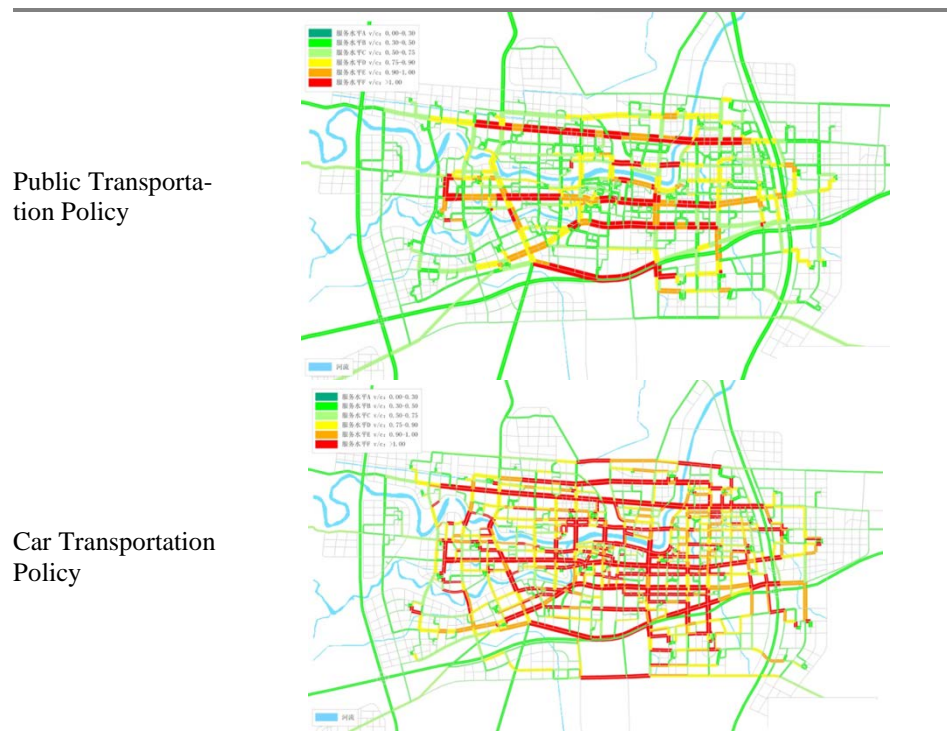 服务水平A v/c: 0.00-0.30
服务水平B v/c: 0.30-0.50
服务水平C v/c: 0.50-0.75
服务水平D v/c: 0.75-0.90
服务水平E v/c: 0.90-1.00
服务水平F v/c: >1.00
Public Transporta-
tion Policy
河流
服务水平A v/c: 0.00-0.30
服务水平B v/c: 0.30-0.50
服务水平C v/c: 0.50-0.75
服务水平D v/c: 0.75-0.90
服务水平E v/c: 0.90-1.00
服务水平F v/c: >1.00
Car Transportation
Policy
河流